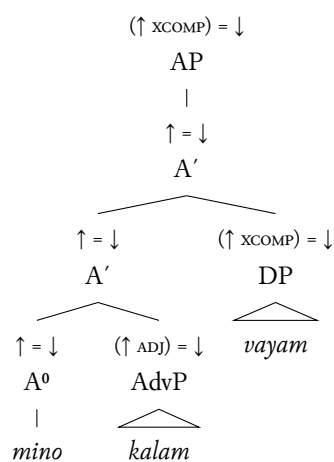 (↑ XCOMP) = ↓
AP
↑ = ↓
A′
↑ = ↓ (↑ XCOMP) = ↓
A′ DP
↑ = ↓ (↑ ADJ) = ↓ vayam
A⁰ AdvP
mino kalam